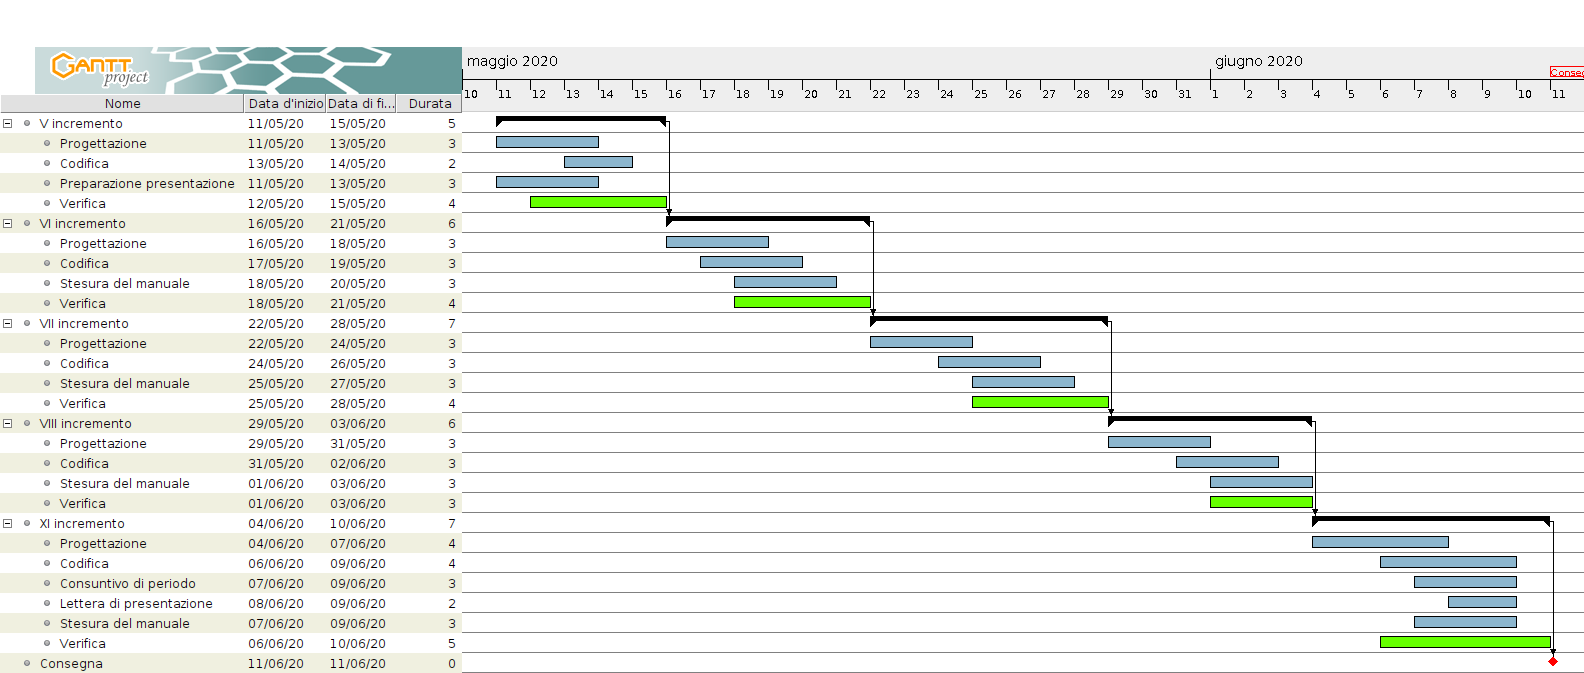 GANTT
project
maggio 2020 giugno 2020
Conseg
10 11 12 13 14 15 16 17 18 19 20 21 22 23 24 25 26 27 28 29 30 31 1 2 3 4 5 6 7 8 9 10 11
Nome Data d'inizio Data di fi... Durata
V incremento 11/05/20 15/05/20 5
Progettazione 11/05/20 13/05/20 3
Codifica 13/05/20 14/05/20 2
Preparazione presentazione 11/05/20 13/05/20 3
Verifica 12/05/20 15/05/20 4
VI incremento 16/05/20 21/05/20 6
Progettazione 16/05/20 18/05/20 3
Codifica 17/05/20 19/05/20 3
Stesura del manuale 18/05/20 20/05/20 3
Verifica 18/05/20 21/05/20 4
VII incremento 22/05/20 28/05/20 7
Progettazione 22/05/20 24/05/20 3
Codifica 24/05/20 26/05/20 3
Stesura del manuale 25/05/20 27/05/20 3
Verifica 25/05/20 28/05/20 4
VIII incremento 29/05/20 03/06/20 6
Progettazione 29/05/20 31/05/20 3
Codifica 31/05/20 02/06/20 3
Stesura del manuale 01/06/20 03/06/20 3
Verifica 01/06/20 03/06/20 3
XI incremento 04/06/20 10/06/20 7
Progettazione 04/06/20 07/06/20 4
Codifica 06/06/20 09/06/20 4
Consuntivo di periodo 07/06/20 09/06/20 3
Lettera di presentazione 08/06/20 09/06/20 2
Stesura del manuale 07/06/20 09/06/20 3
Verifica 06/06/20 10/06/20 5
Consegna 11/06/20 11/06/20 0